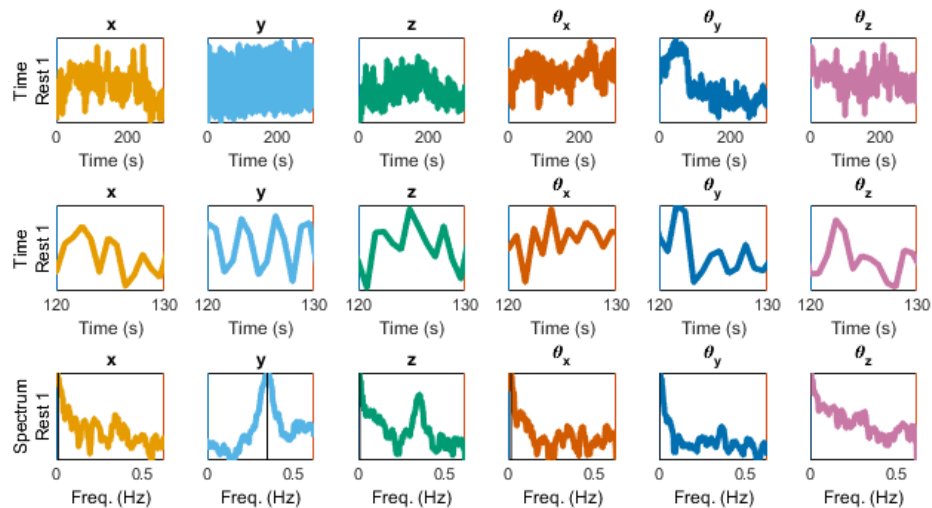 x y z θx θy θz
Time
Rest 1
0 200 0 200 0 200 0 200 0 200 0 200
Time (s) Time (s) Time (s) Time (s) Time (s) Time (s)
x y z θx θy θz
Time
Rest 1
120 130 120 130 120 130 120 130 120 130 120 130
Time (s) Time (s) Time (s) Time (s) Time (s) Time (s)
x y z θx θy θz
Spectrum
Rest 1
0 0.5 0 0.5 0 0.5 0 0.5 0 0.5 0 0.5
Freq. (Hz) Freq. (Hz) Freq. (Hz) Freq. (Hz) Freq. (Hz) Freq. (Hz)